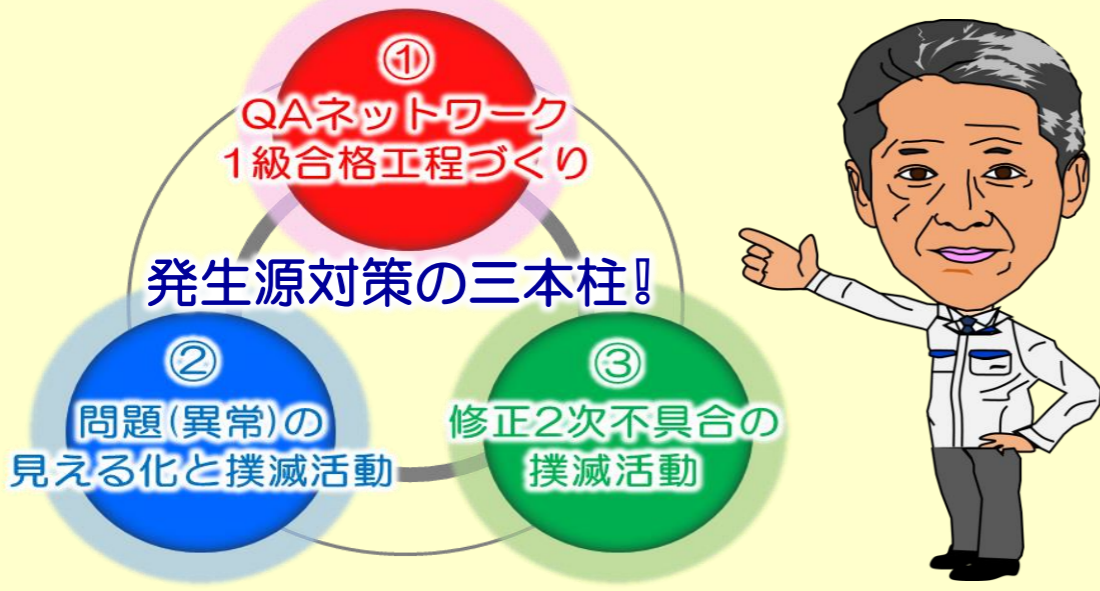 ①
QAネットワーク
1級合格工程づくり
発生源対策の三本柱!!
②
問題(異常)の
見える化と撲滅活動
③
修正2次不具合の
撲滅活動